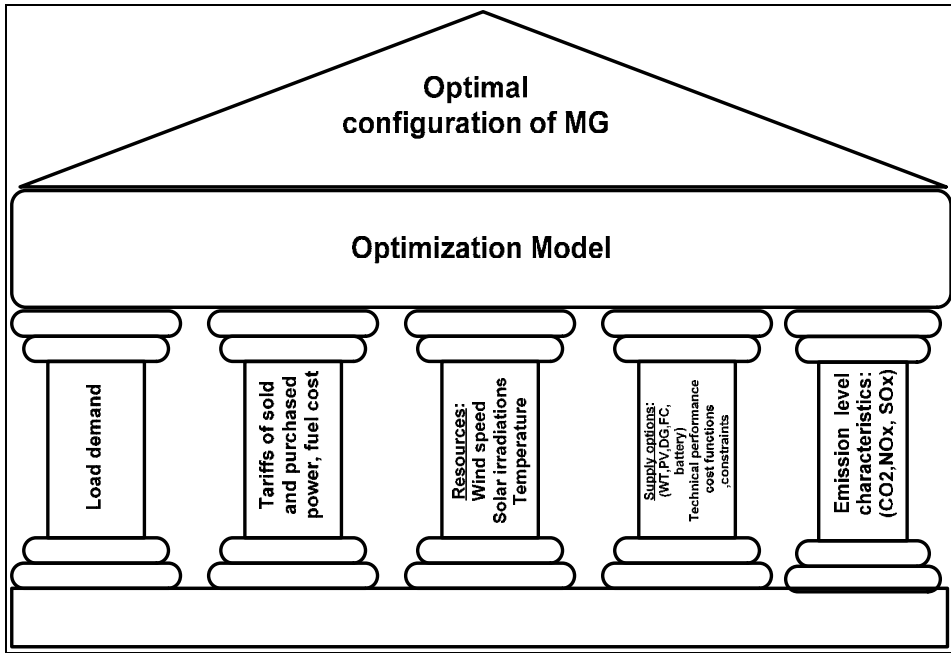 Optimal
configuration of MG
Optimization Model
Load demand
Tariffs of sold
and purchased
power, fuel cost
Resources:
Wind speed
Solar irradiations
Temperature
Supply options:
(WT,PV,DG,FC,
battery)
Technical performance
cost functions
,constraints
Emission level
characteristics:
(CO2,NOx, SOx)